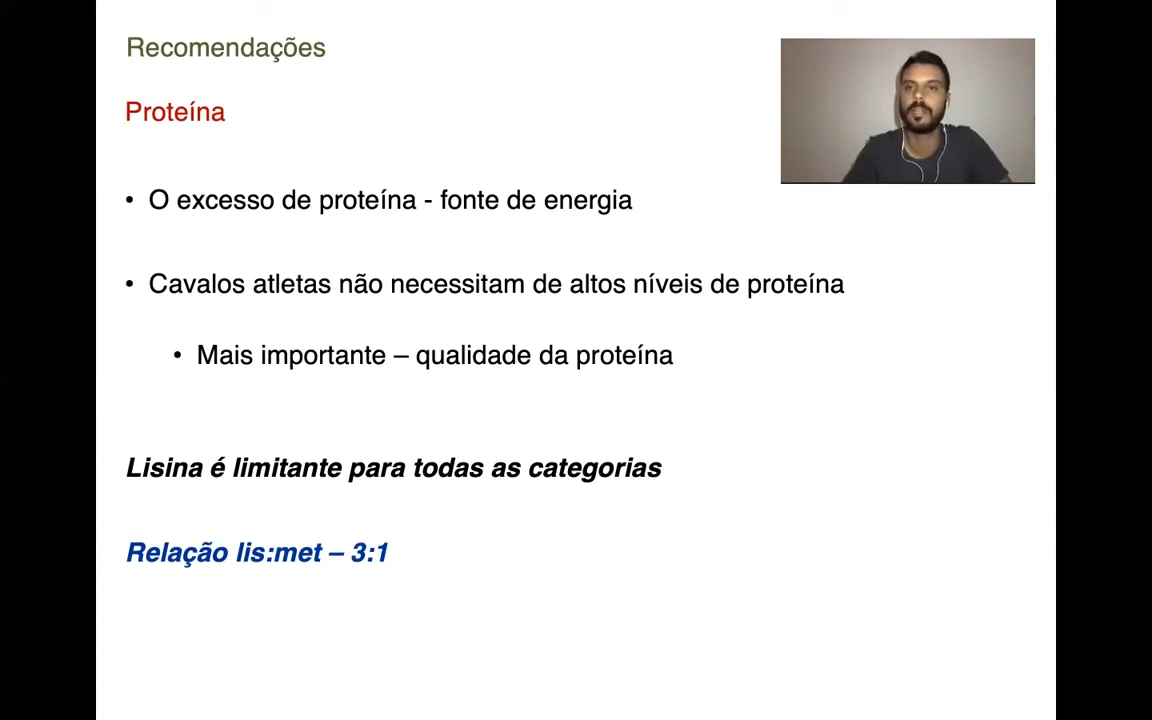 Recomendações
Proteína
• O excesso de proteína - fonte de energia
• Cavalos atletas não necessitam de altos níveis de proteína
• Mais importante – qualidade da proteína
Lisina é limitante para todas as categorias
Relação lis:met – 3:1